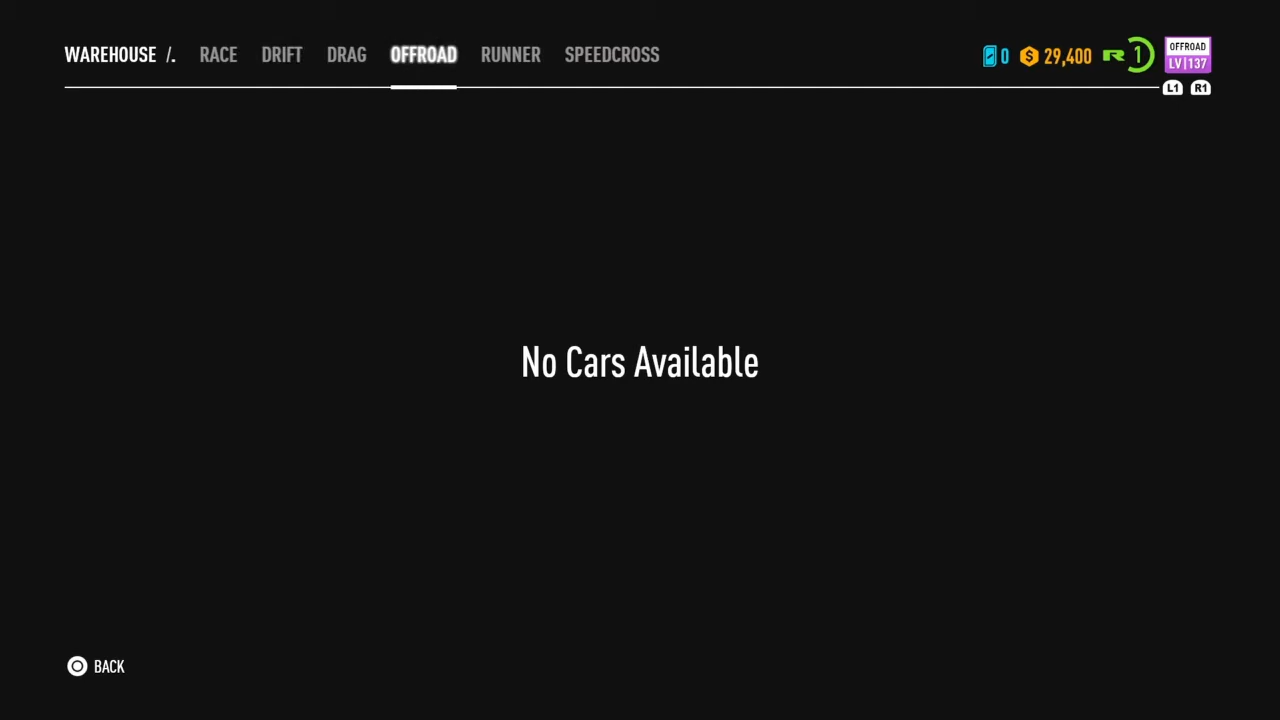 WAREHOUSE /. RACE DRIFT DRAG OFFROAD RUNNER SPEEDCROSS 0 29,400 R 1 OFFROAD
LV|137
L1 R1
No Cars Available
BACK